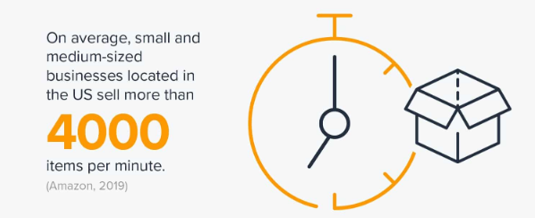 On average, small and
medium-sized
businesses located in
the US sell more than
4000
items per minute.
(Amazon, 2019)